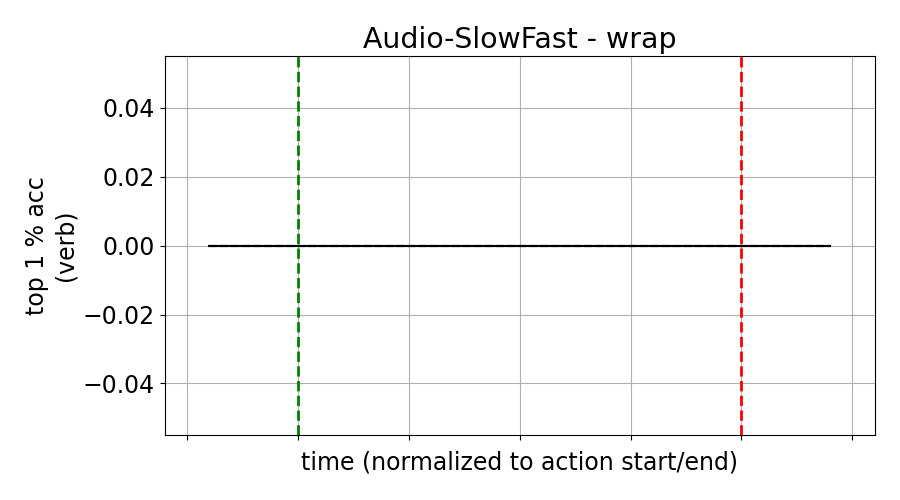 Audio-SlowFast - wrap
0.04
0.02
0.00
−0.02
−0.04
top 1 % acc
(verb)
time (normalized to action start/end)